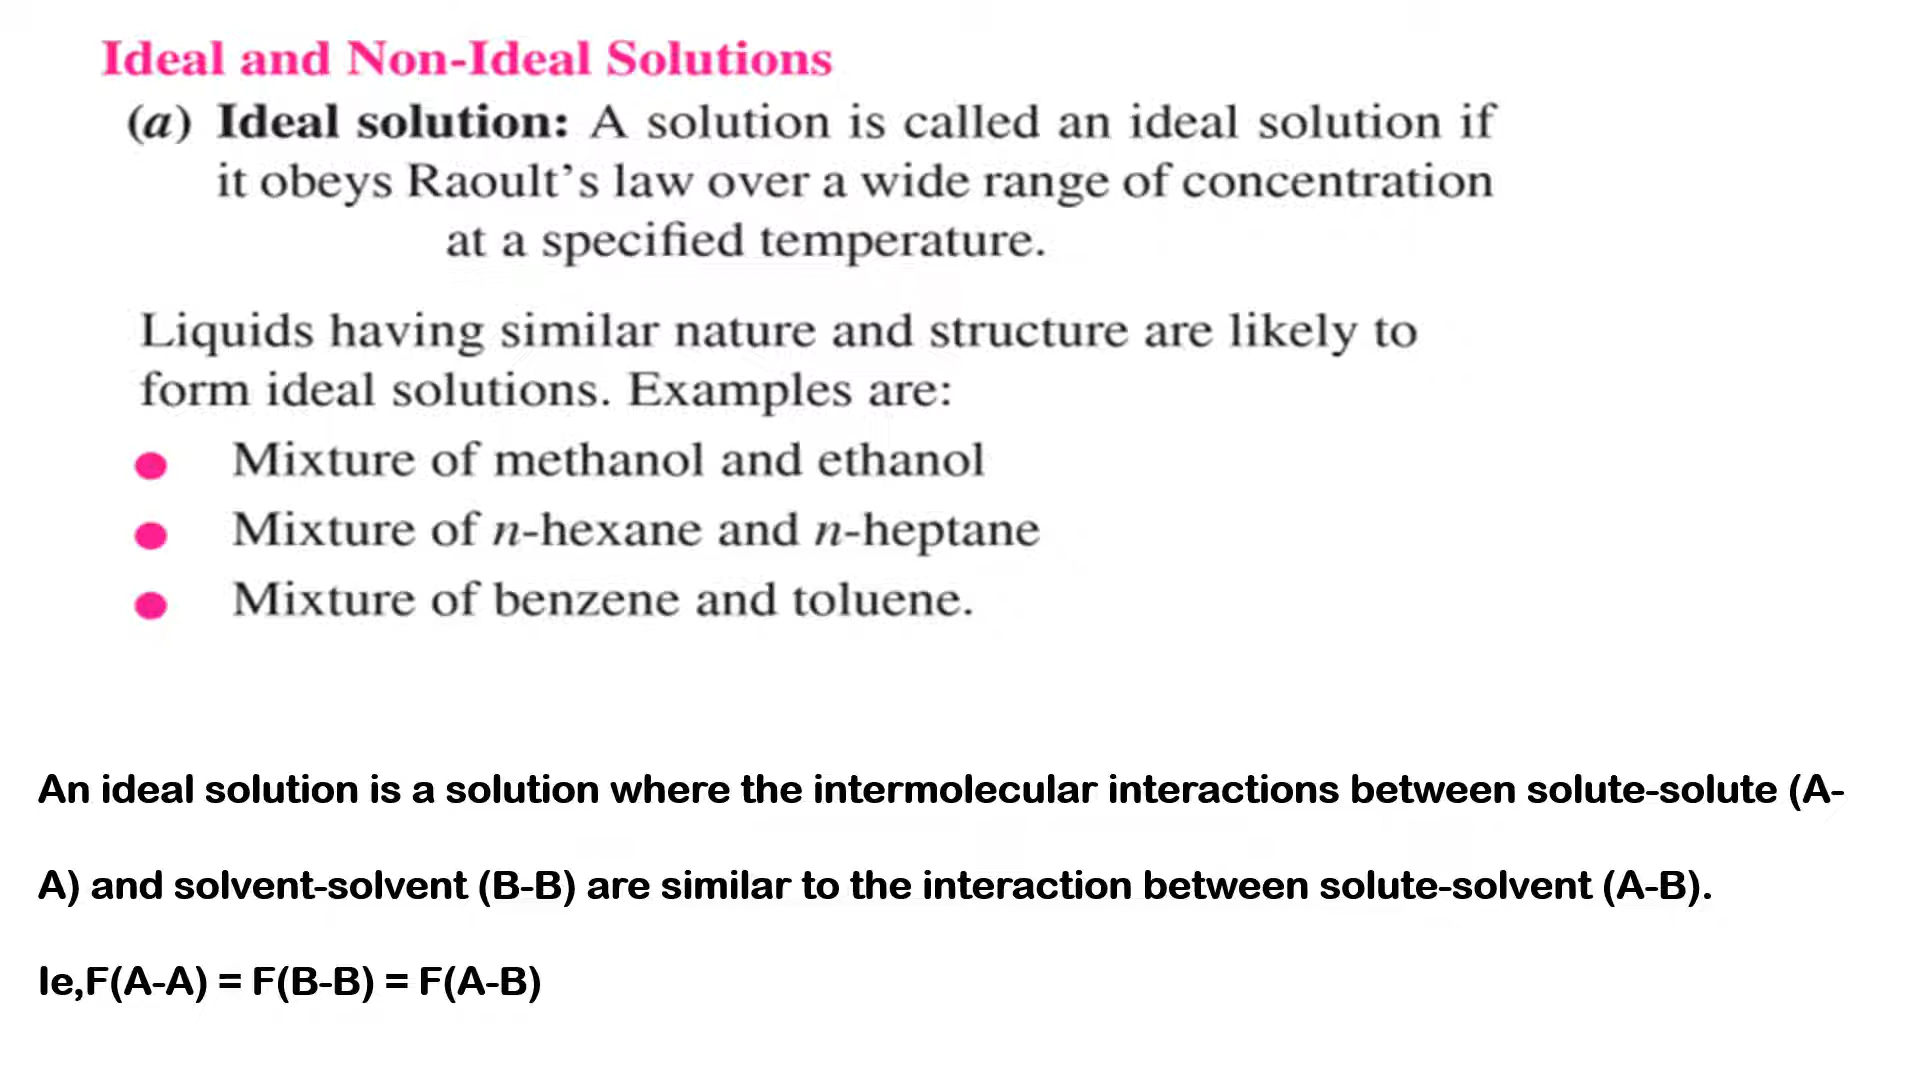 Ideal and Non-Ideal Solutions
(a) Ideal solution: A solution is called an ideal solution if
it obeys Raoult's law over a wide range of concentration
at a specified temperature.
Liquids having similar nature and structure are likely to
form ideal solutions. Examples are:
● Mixture of methanol and ethanol
● Mixture of n-hexane and n-heptane
● Mixture of benzene and toluene.
An ideal solution is a solution where the intermolecular interactions between solute-solute (A-
A) and solvent-solvent (B-B) are similar to the interaction between solute-solvent (A-B).
Ie,F(A-A) = F(B-B) = F(A-B)